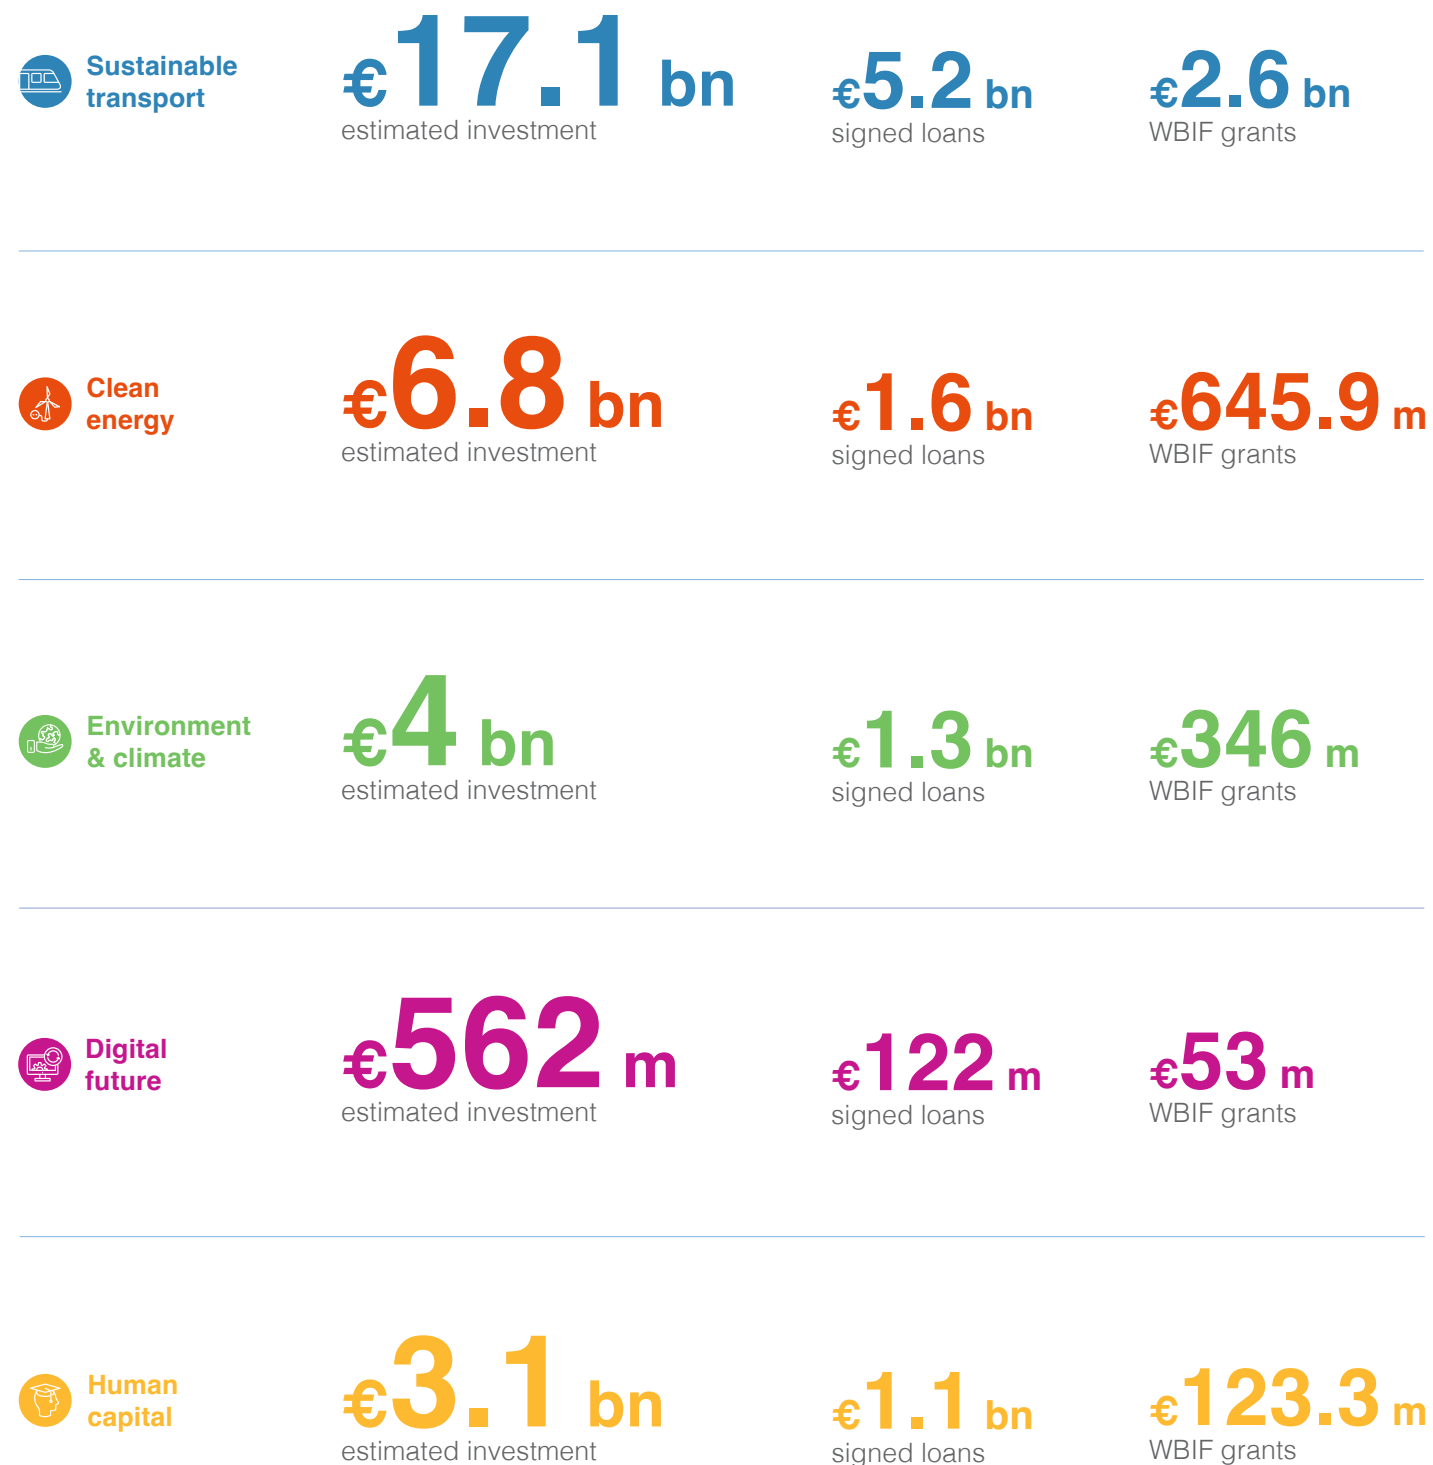 Sustainable
transport
€17.1 bn
estimated investment
€5.2 bn
signed loans
€2.6 bn
WBIF grants
Clean
energy
€6.8 bn
estimated investment
€1.6 bn
signed loans
€645.9 m
WBIF grants
Environment
& climate
€4 bn
estimated investment
€1.3 bn
signed loans
€346 m
WBIF grants
Digital
future
€562 m
estimated investment
€122 m
signed loans
€53 m
WBIF grants
Human
capital
€3.1 bn
estimated investment
€1.1 bn
signed loans
€123.3 m
WBIF grants